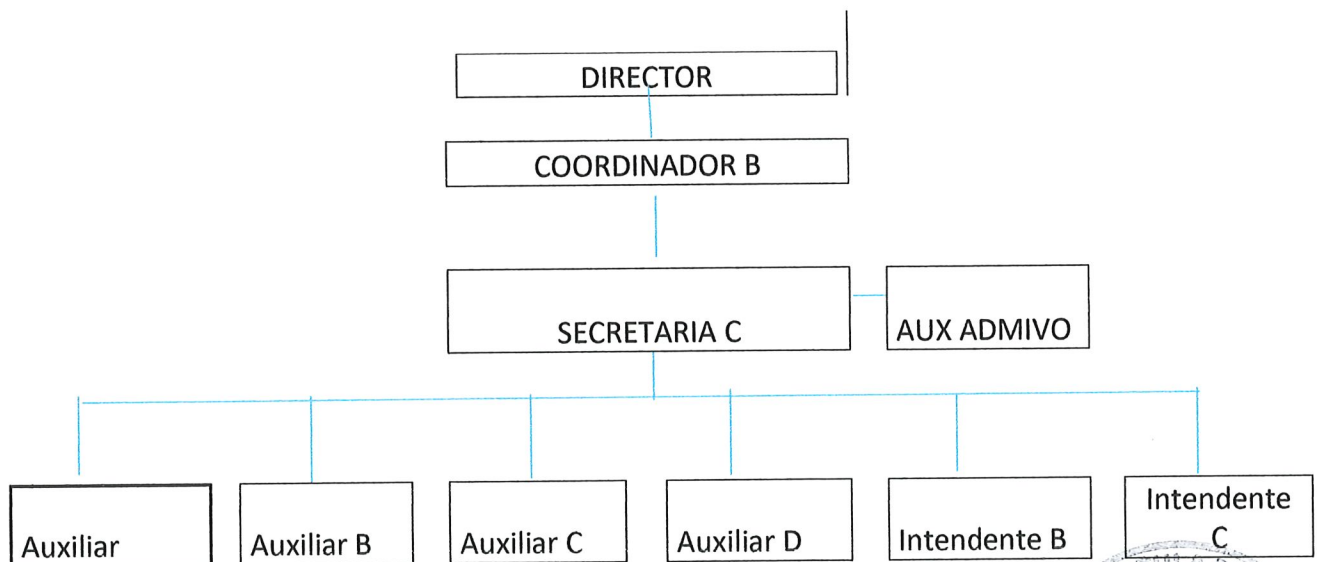 DIRECTOR
COORDINADOR B
SECRETARIA C
AUX ADMIVO
Auxiliar
Auxiliar B
Auxiliar C
Auxiliar D
Intendente B
Intendente
C